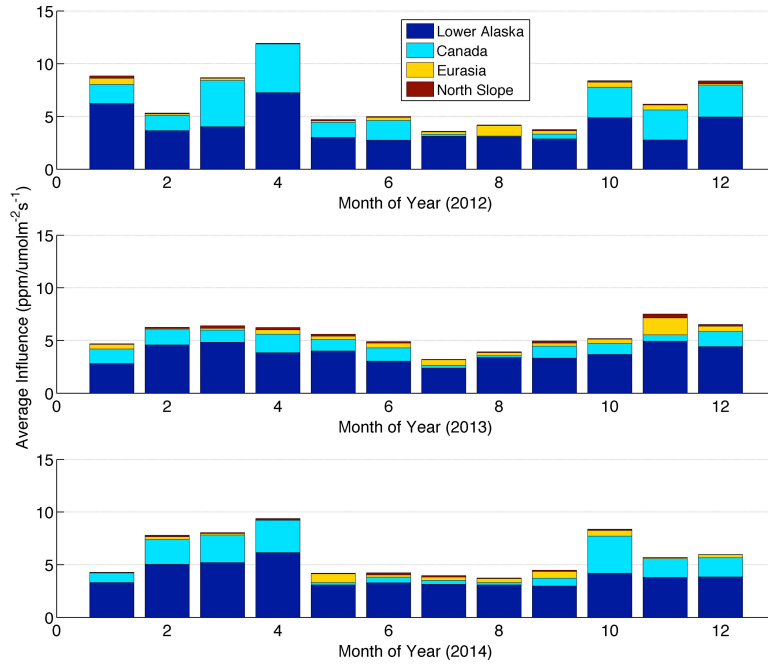 15
10
5
0
Lower Alaska
Canada
Eurasia
North Slope
0 2 4 6 8 10 12
Month of Year (2012)
Average Influence (ppm/umolm⁻²s⁻¹)
15
10
5
0
0 2 4 6 8 10 12
Month of Year (2013)
15
10
5
0
0 2 4 6 8 10 12
Month of Year (2014)